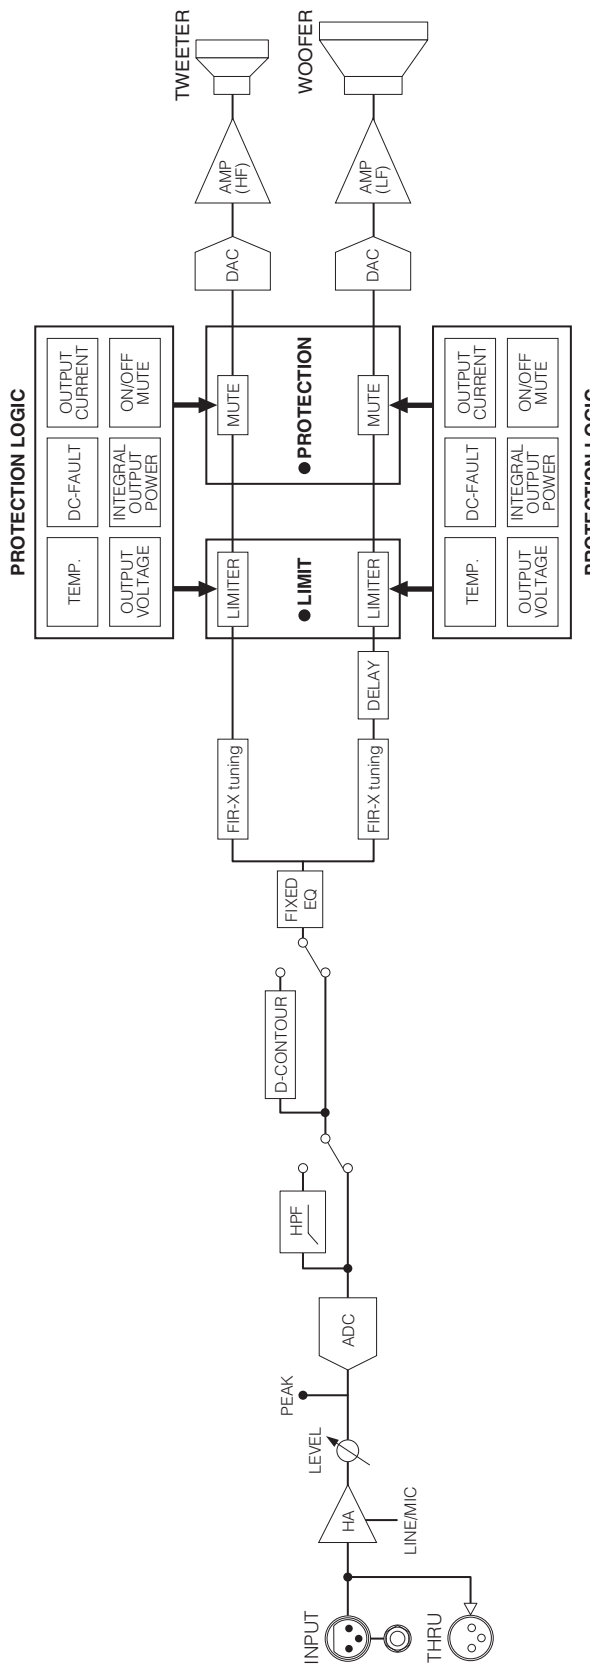 INPUT
THRU
HA
LINE/MIC
LEVEL
PEAK
ADC
HPF
D-CONTOUR
FIXED
EQ
FIR-X tuning
FIR-X tuning
DELAY
PROTECTION LOGIC
TEMP.
DC-FAULT
OUTPUT
CURRENT
OUTPUT
VOLTAGE
INTEGRAL
OUTPUT
POWER
ON/OFF
MUTE
LIMITER
● LIMIT
LIMITER
MUTE
● PROTECTION
MUTE
TEMP.
DC-FAULT
OUTPUT
CURRENT
OUTPUT
VOLTAGE
INTEGRAL
OUTPUT
POWER
ON/OFF
MUTE
PROTECTION LOGIC
DAC
AMP
(HF)
TWEETER
DAC
AMP
(LF)
WOOFER